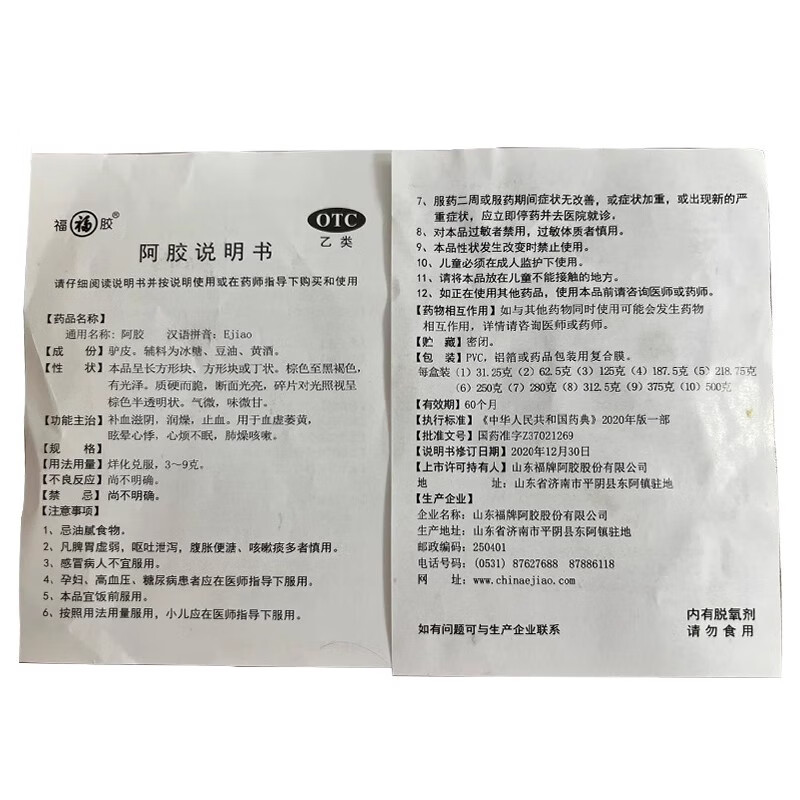 福 福 胶®
OTC
乙类
阿胶说明书
请仔细阅读说明书并按说明使用或在药师指导下购买和使用
【药品名称】
通用名称: 阿胶 汉语拼音: Ejiao
【成 份】驴皮。辅料为冰糖、豆油、黄酒。
【性 状】本品呈长方形块、方形块或丁状。棕色至黑褐色，
有光泽。质硬而脆，断面光亮，碎片对光照视呈
棕色半透明状。气微，味微甘。
【功能主治】补血滋阴，润燥，止血。用于血虚萎黄，
眩晕心悸，心烦不眠，肺燥咳嗽。
【规 格】
【用法用量】烊化兑服，3～9克。
【不良反应】尚不明确。
【禁 忌】尚不明确。
【注意事项】
1、忌油腻食物。
2、凡脾胃虚弱，呕吐泄泻，腹胀便溏、咳嗽痰多者慎用。
3、感冒病人不宜服用。
4、孕妇、高血压、糖尿病患者应在医师指导下服用。
5、本品宜饭前服用。
6、按照用法用量服用，小儿应在医师指导下服用。
7、服药二周或服药期间症状无改善，或症状加重，或出现新的严
重症状，应立即停药并去医院就诊。
8、对本品过敏者禁用，过敏体质者慎用。
9、本品性状发生改变时禁止使用。
10、儿童必须在成人监护下使用。
11、请将本品放在儿童不能接触的地方。
12、如正在使用其他药品，使用本品前请咨询医师或药师。
【药物相互作用】如与其他药物同时使用可能会发生药物
相互作用，详情请咨询医师或药师。
【贮 藏】密闭。
【包 装】PVC，铝箔或药品包装用复合膜。
每盒装(1) 31.25克 (2) 62.5克 (3) 125克 (4) 187.5克 (5) 218.75克
(6) 250克 (7) 280克 (8) 312.5克 (9) 375克 (10) 500克
【有效期】60个月
【执行标准】《中华人民共和国药典》2020年版一部
【批准文号】国药准字Z37021269
【说明书修订日期】2020年12月30日
【上市许可持有人】山东福牌阿胶股份有限公司
地 址: 山东省济南市平阴县东阿镇驻地
【生产企业】
企业名称: 山东福牌阿胶股份有限公司
生产地址: 山东省济南市平阴县东阿镇驻地
邮政编码: 250401
电话号码: (0531) 87627688 87886118
网 址: www.chinaejiao.com
如有问题可与生产企业联系
内有脱氧剂
请勿食用